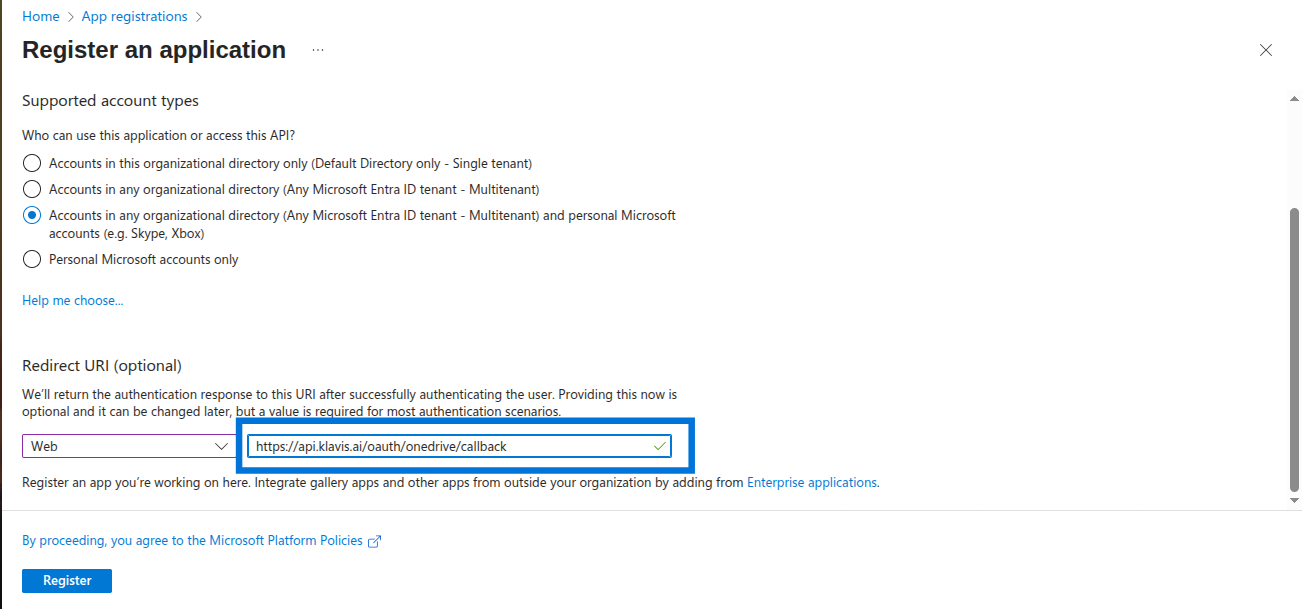 Home > App registrations >
Register an application ...
Supported account types
Who can use this application or access this API?
Accounts in this organizational directory only (Default Directory only - Single tenant)
Accounts in any organizational directory (Any Microsoft Entra ID tenant - Multitenant)
Accounts in any organizational directory (Any Microsoft Entra ID tenant - Multitenant) and personal Microsoft
accounts (e.g. Skype, Xbox)
Personal Microsoft accounts only
Help me choose...
Redirect URI (optional)
We'll return the authentication response to this URI after successfully authenticating the user. Providing this now is
optional and it can be changed later, but a value is required for most authentication scenarios.
Web https://api.klavis.ai/oauth/onedrive/callback
Register an app you're working on here. Integrate gallery apps and other apps from outside your organization by adding from Enterprise applications.
By proceeding, you agree to the Microsoft Platform Policies
Register